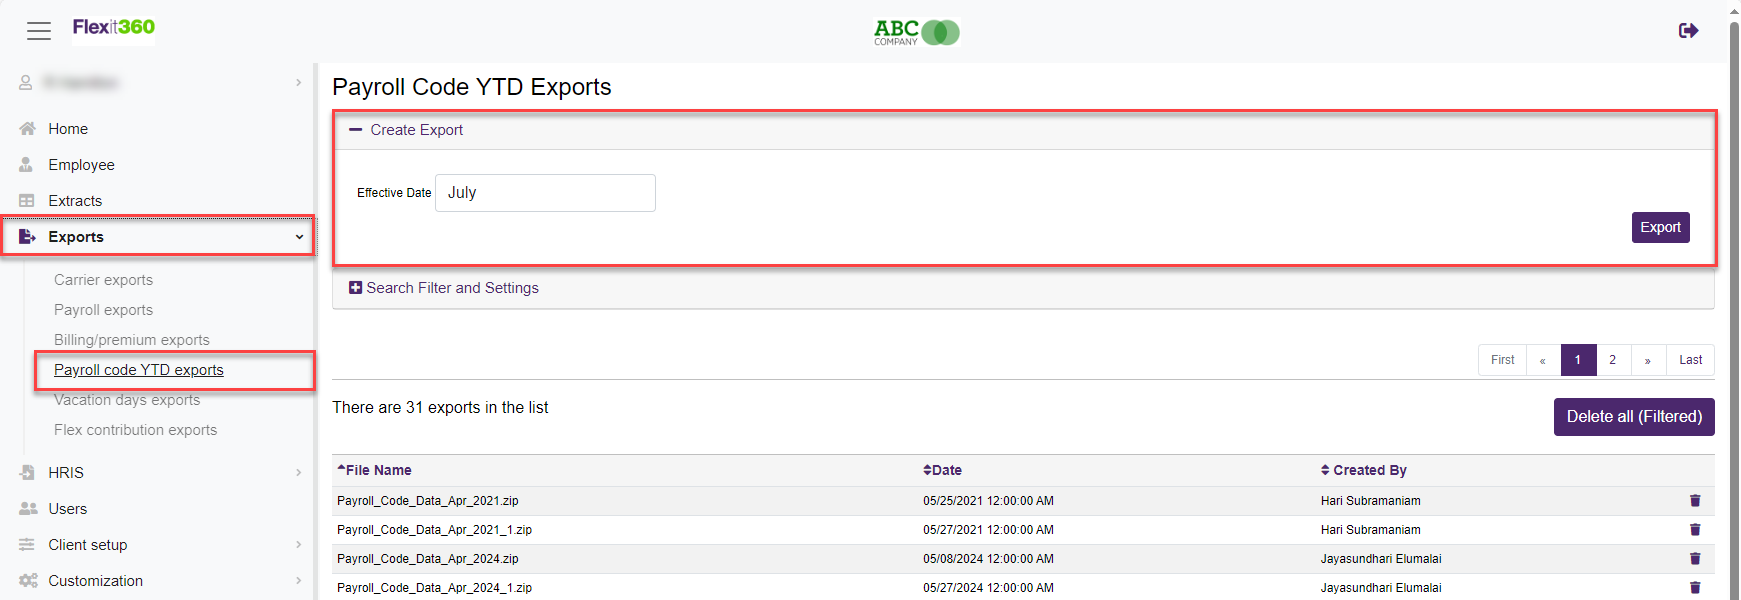 Flexit360
ABC
COMPANY
Home
Employee
Extracts
Exports
Carrier exports
Payroll exports
Billing/premium exports
Payroll code YTD exports
Vacation days exports
Flex contribution exports
HRIS
Users
Client setup
Customization
Payroll Code YTD Exports
Create Export
Effective Date July
Export
Search Filter and Settings
First « 1 2 » Last
There are 31 exports in the list
Delete all (Filtered)
File Name Date Created By
Payroll_Code_Data_Apr_2021.zip 05/25/2021 12:00:00 AM Hari Subramaniam
Payroll_Code_Data_Apr_2021_1.zip 05/27/2021 12:00:00 AM Hari Subramaniam
Payroll_Code_Data_Apr_2024.zip 05/08/2024 12:00:00 AM Jayasundhari Elumalai
Payroll_Code_Data_Apr_2024_1.zip 05/27/2024 12:00:00 AM Jayasundhari Elumalai